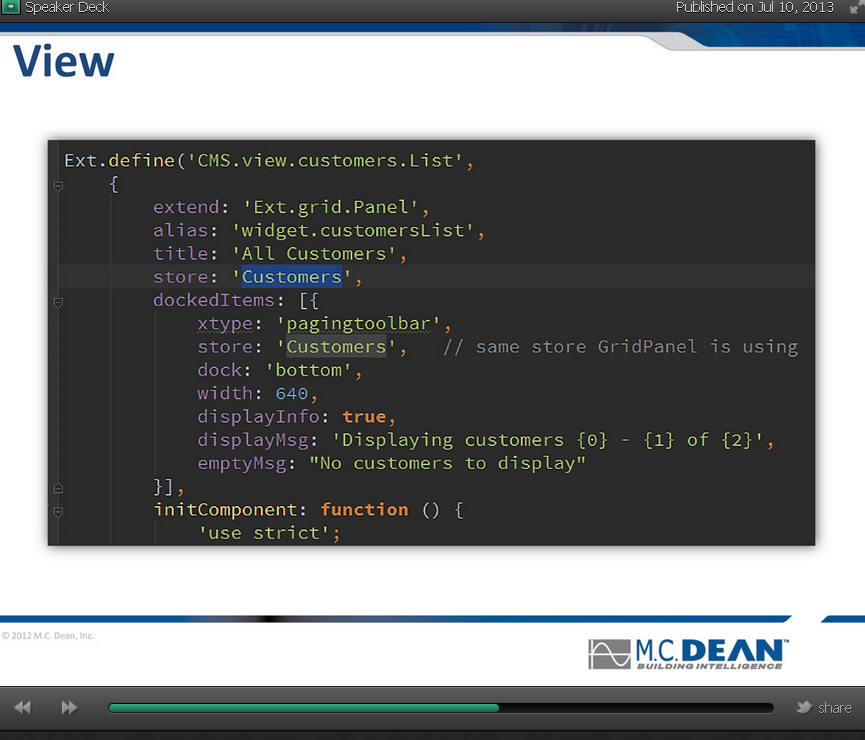 Speaker Deck
Published on Jul 10, 2013
View
Ext.define('CMS.view.customers.List',
{
extend: 'Ext.grid.Panel',
alias: 'widget.customersList',
title: 'All Customers',
store: 'Customers',
dockedItems: [{
xtype: 'pagingtoolbar',
store: 'Customers',   // same store GridPanel is using
dock: 'bottom',
width: 640,
displayInfo: true,
displayMsg: 'Displaying customers {0} - {1} of {2}',
emptyMsg: "No customers to display"
}],
initComponent: function () {
'use strict';
© 2012 M.C. Dean, Inc.
M.C.DEAN™
BUILDING INTELLIGENCE
share